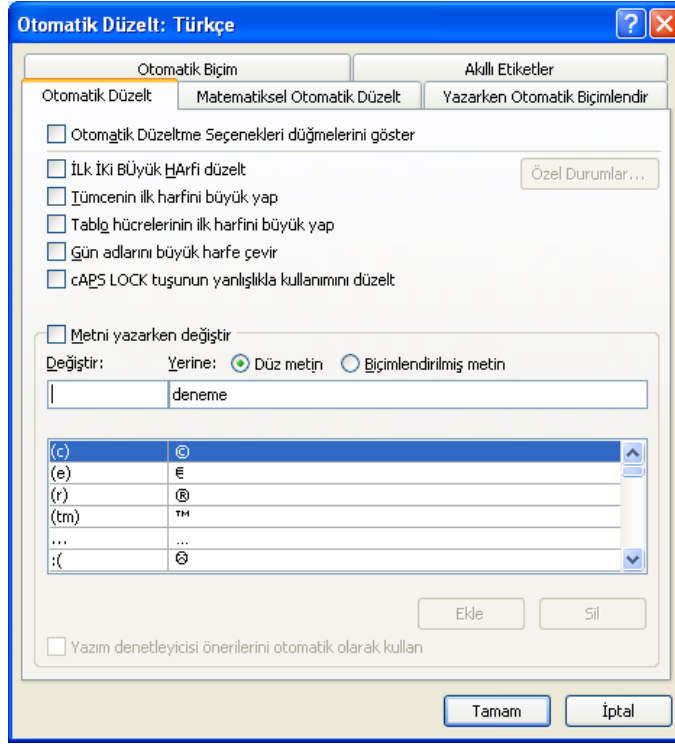 Otomatik Düzelt: Türkçe
Otomatik Biçim Akıllı Etiketler
Otomatik Düzelt Matematiksel Otomatik Düzelt Yazarken Otomatik Biçimlendir
Otomatik Düzeltme Seçenekleri düğmelerini göster
İLk İKi BÜyük HArfi düzelt Özel Durumlar...
Tümcenin ilk harfini büyük yap
Tablo hücrelerinin ilk harfini büyük yap
Gün adlarını büyük harfe çevir
cAPS LOCK tuşunun yanlışlıkla kullanımını düzelt
Metni yazarken değiştir
Değiştir: Yerine: Düz metin Biçimlendirilmiş metin
deneme
(c) ©
(e) €
(r) ®
(tm) ™
... ...
:( ☹
Ekle Sil
Yazım denetleyicisi önerilerini otomatik olarak kullan
Tamam İptal